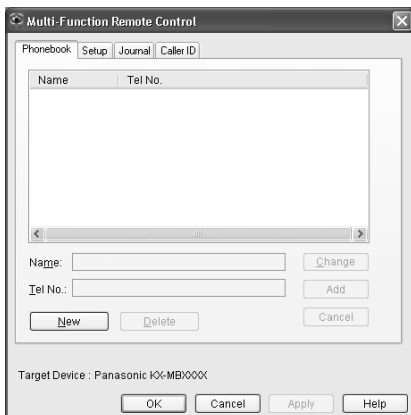 Multi-Function Remote Control
Phonebook Setup Journal Caller ID
Name Tel No.
Name: Change
Tel No.: Add
New Delete Cancel
Target Device : Panasonic KX-MBXXXX
OK Cancel Apply Help